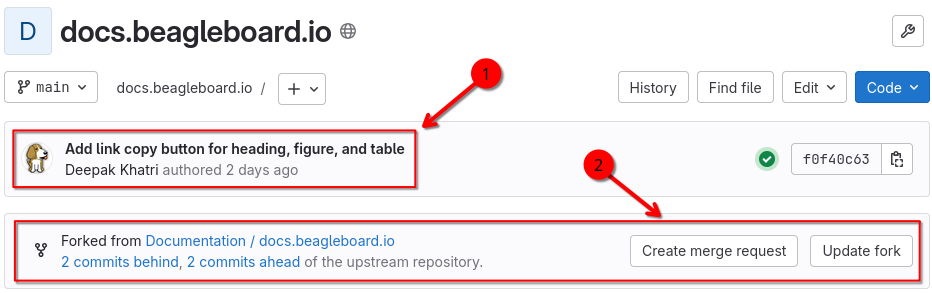 D docs.beagleboard.io
main docs.beagleboard.io / + History Find file Edit Code
1
Add link copy button for heading, figure, and table
Deepak Khatri authored 2 days ago
f0f40c63
2
Forked from Documentation / docs.beagleboard.io
2 commits behind, 2 commits ahead of the upstream repository.
Create merge request Update fork